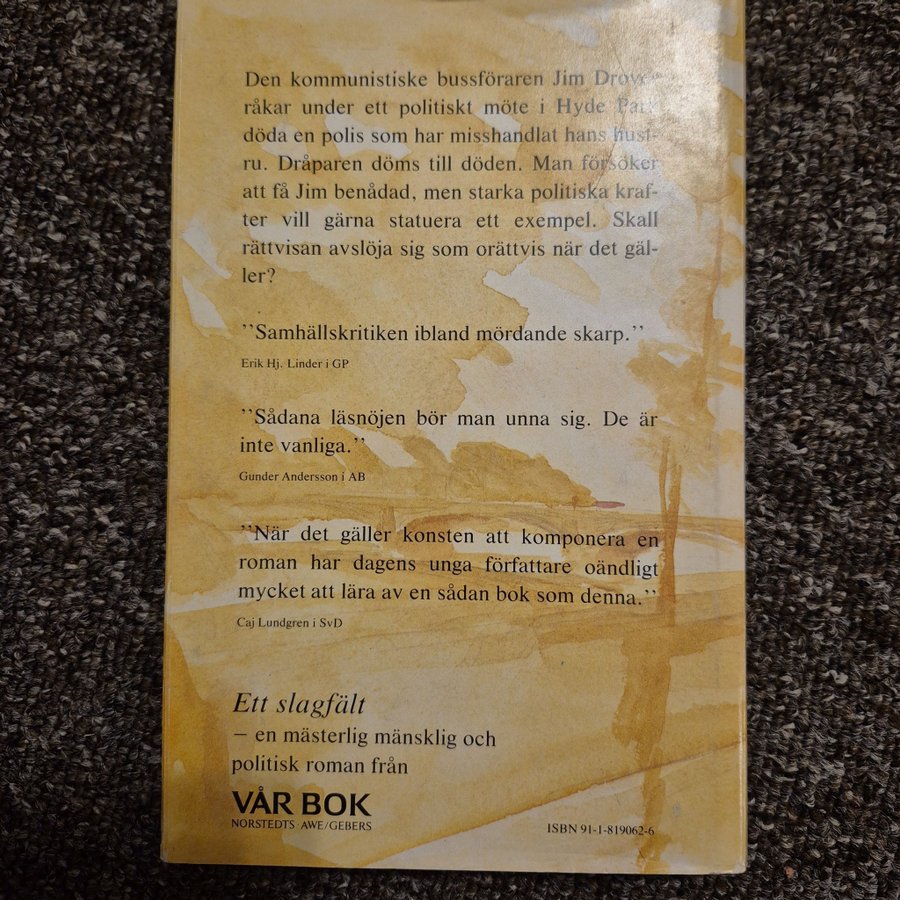 Den kommunistiske bussföraren Jim Drover
råkar under ett politiskt möte i Hyde Park
döda en polis som har misshandlat hans hust-
ru. Dråparen döms till döden. Man försöker
att få Jim benådad, men starka politiska kraf-
ter vill gärna statuera ett exempel. Skall
rättvisan avslöja sig som orättvis när det gäl-
ler?
''Samhällskritiken ibland mördande skarp.''
Erik Hj. Linder i GP
''Sådana läsnöjen bör man unna sig. De är
inte vanliga.''
Gunder Andersson i AB
''När det gäller konsten att komponera en
roman har dagens unga författare oändligt
mycket att lära av en sådan bok som denna.''
Caj Lundgren i SvD
Ett slagfält
– en mästerlig mänsklig och
politisk roman från
VÅR BOK
NORSTEDTS · AWE/GEBERS
ISBN 91-1-819062-6